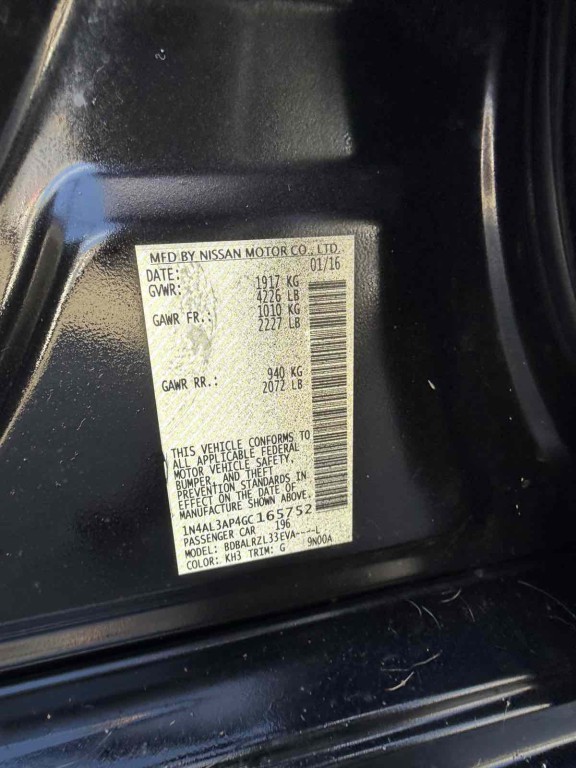 MFD BY NISSAN MOTOR CO., LTD.
DATE: 01/16
GVWR: 1917 KG
4226 LB
GAWR FR.: 1010 KG
2227 LB
GAWR RR.: 940 KG
2072 LB
THIS VEHICLE CONFORMS TO
ALL APPLICABLE FEDERAL
MOTOR VEHICLE SAFETY,
BUMPER, AND THEFT
PREVENTION STANDARDS IN
EFFECT ON THE DATE OF
MANUFACTURE SHOWN ABOVE.
1N4AL3AP4GC165752
PASSENGER CAR 196
MODEL: BDBALRZL33EVA----L
COLOR: KH3 TRIM: G 9N00A